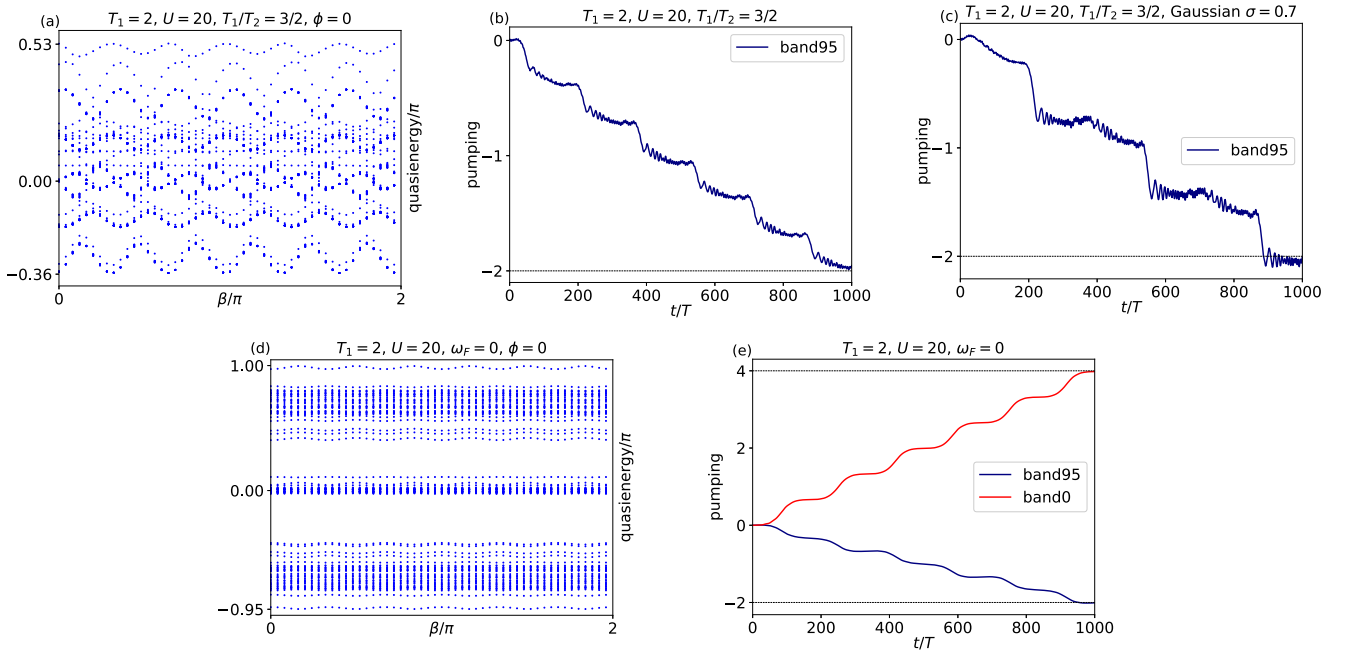 (a)
T₁ = 2, U = 20, T₁/T₂ = 3/2, ϕ = 0
0.53
0.00
−0.36
0
2
β/π
quasienergy/π
(b)
T₁ = 2, U = 20, T₁/T₂ = 3/2
band95
pumping
0
−1
−2
0 200 400 600 800 1000
t/T
(c)
T₁ = 2, U = 20, T₁/T₂ = 3/2, Gaussian σ = 0.7
band95
pumping
0
−1
−2
0 200 400 600 800 1000
t/T
(d)
T₁ = 2, U = 20, ω_F = 0, ϕ = 0
1.00
0.00
−0.95
0
2
β/π
quasienergy/π
(e)
T₁ = 2, U = 20, ω_F = 0
band95
band0
pumping
4
2
0
−2
0 200 400 600 800 1000
t/T